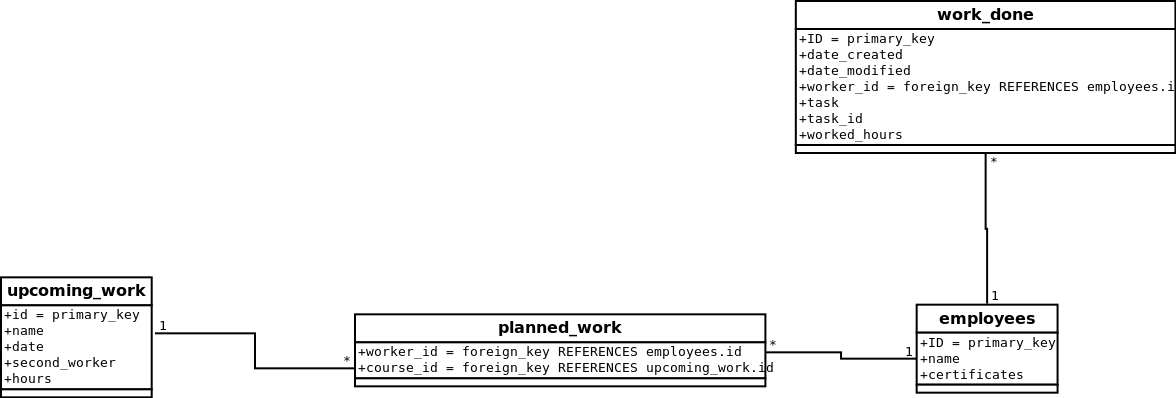 work_done
+ID = primary_key
+date_created
+date_modified
+worker_id = foreign_key REFERENCES employees.i
+task
+task_id
+worked_hours
*
1
upcoming_work
+id = primary_key
+name
+date
+second_worker
+hours
1
*
planned_work
+worker_id = foreign_key REFERENCES employees.id
+course_id = foreign_key REFERENCES upcoming_work.id
*
1
employees
+ID = primary_key
+name
+certificates